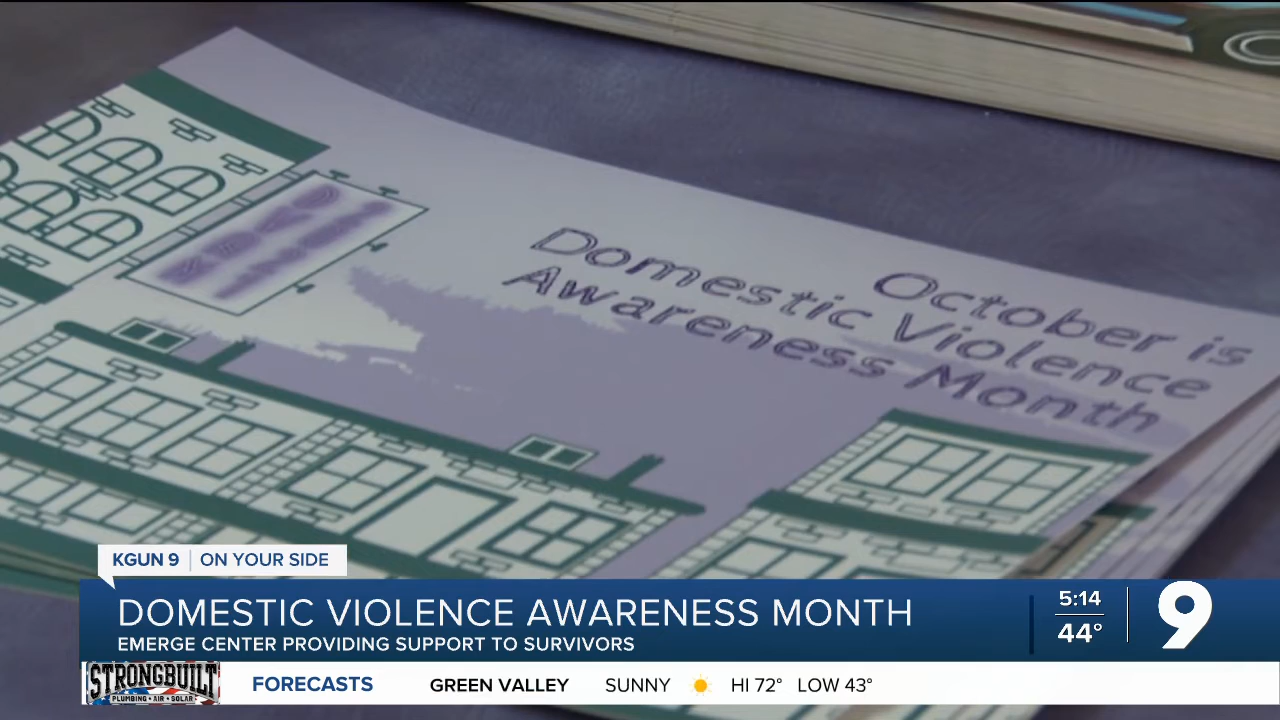 October is
Domestic Violence
Awareness Month
KGUN 9 | ON YOUR SIDE
DOMESTIC VIOLENCE AWARENESS MONTH
EMERGE CENTER PROVIDING SUPPORT TO SURVIVORS
5:14
44°
9
STRONGBUILT
PLUMBING • AIR • SOLAR
FORECASTS GREEN VALLEY SUNNY HI 72° LOW 43°